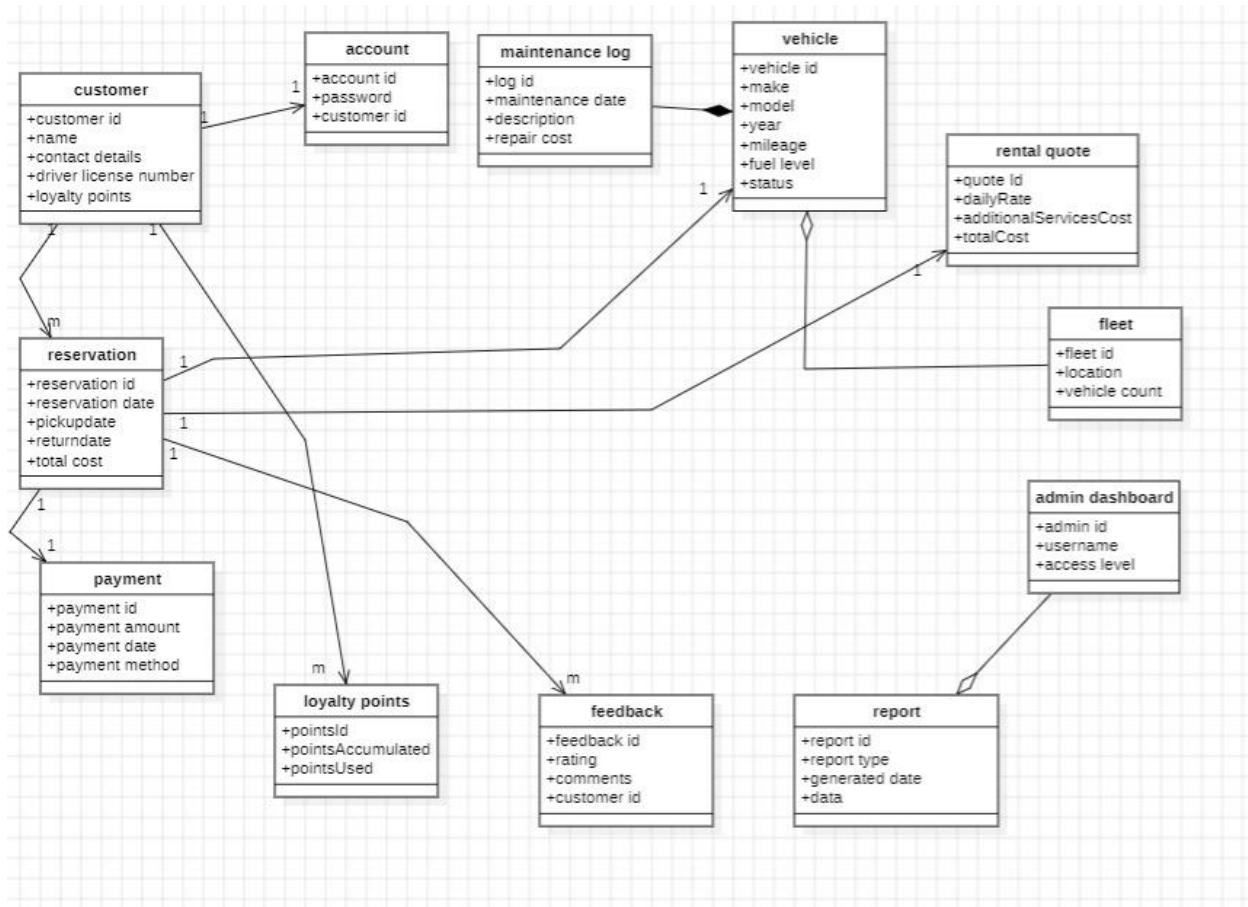 account
+account id
+password
+customer id
maintenance log
+log id
+maintenance date
+description
+repair cost
vehicle
+vehicle id
+make
+model
+year
+mileage
+fuel level
+status
customer
+customer id
+name
+contact details
+driver license number
+loyalty points
1
1
rental quote
+quote Id
+dailyRate
+additionalServicesCost
+totalCost
1
1
1
1
m
reservation
+reservation id
+reservation date
+pickupdate
+returndate
+total cost
1
1
1
fleet
+fleet id
+location
+vehicle count
admin dashboard
+admin id
+username
+access level
1
1
payment
+payment id
+payment amount
+payment date
+payment method
m
loyalty points
+pointsId
+pointsAccumulated
+pointsUsed
m
feedback
+feedback id
+rating
+comments
+customer id
report
+report id
+report type
+generated date
+data